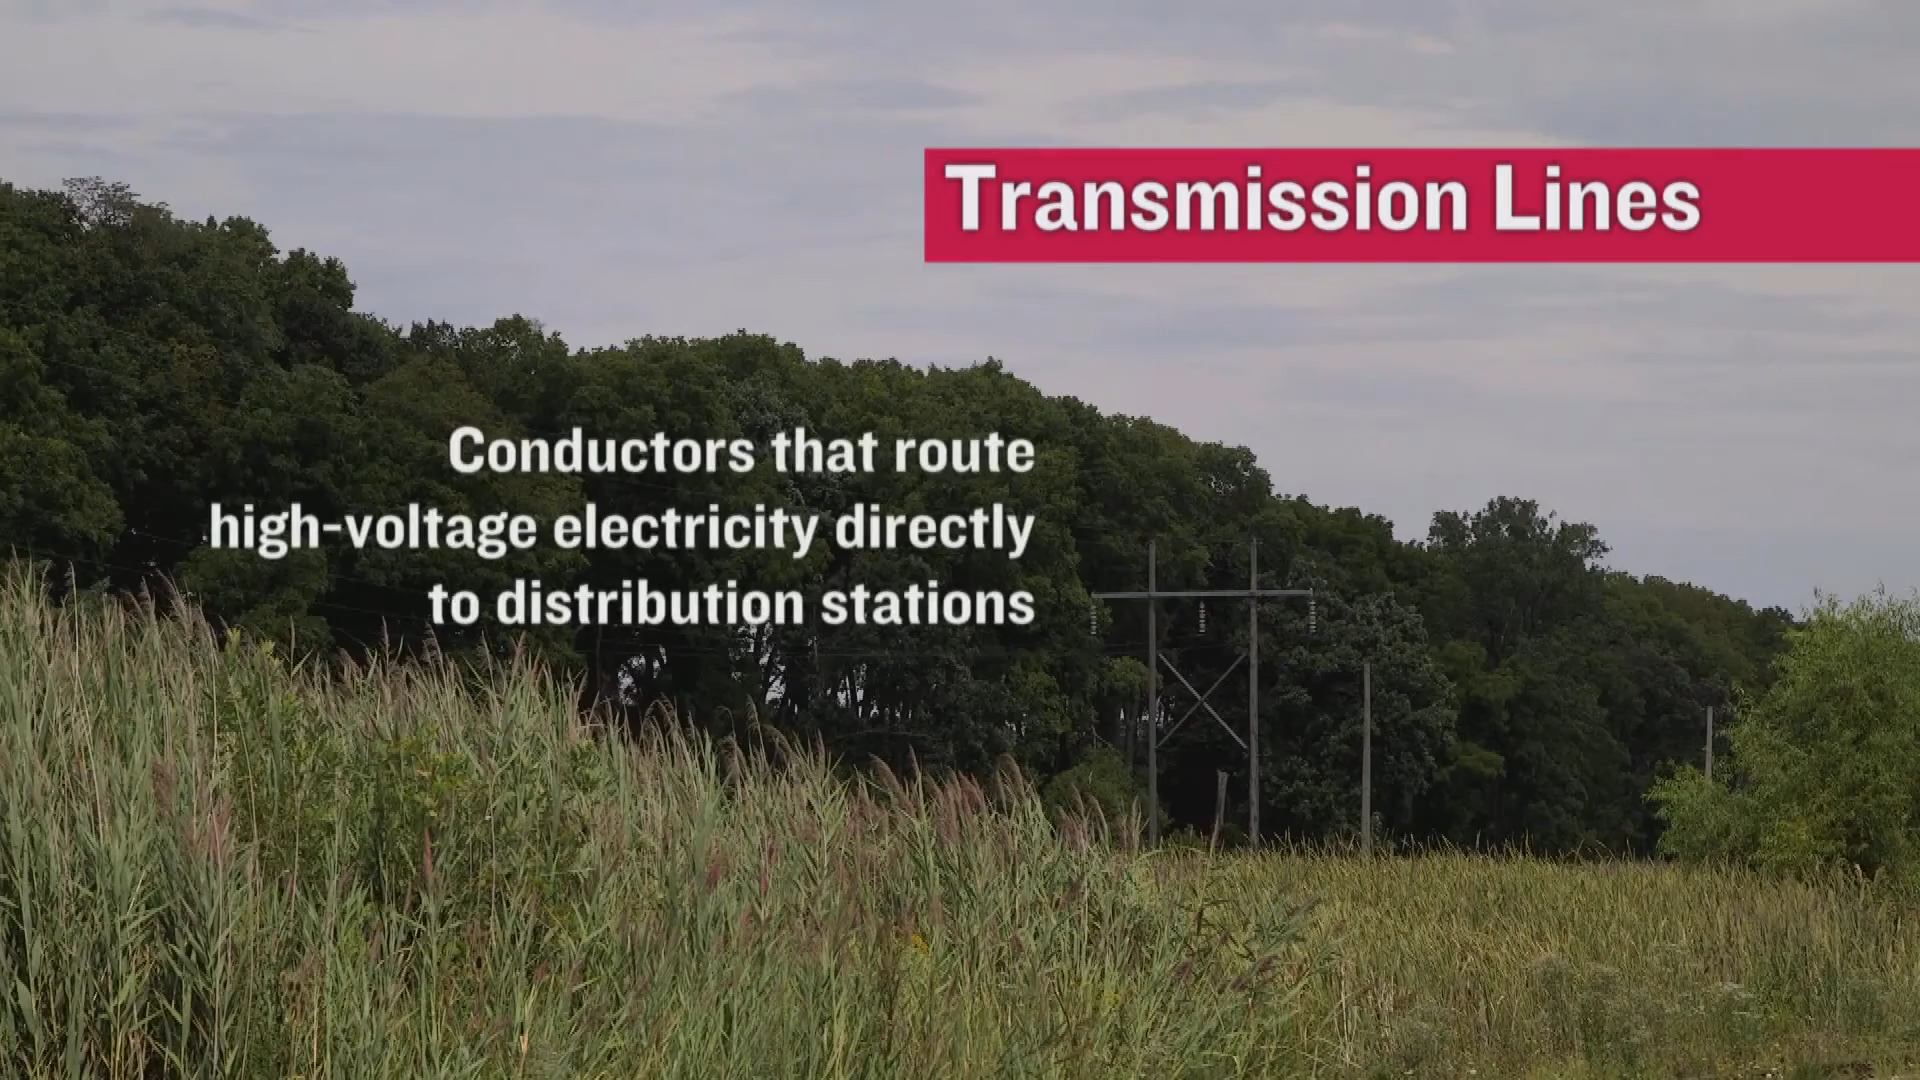 Transmission Lines
Conductors that route
high-voltage electricity directly
to distribution stations